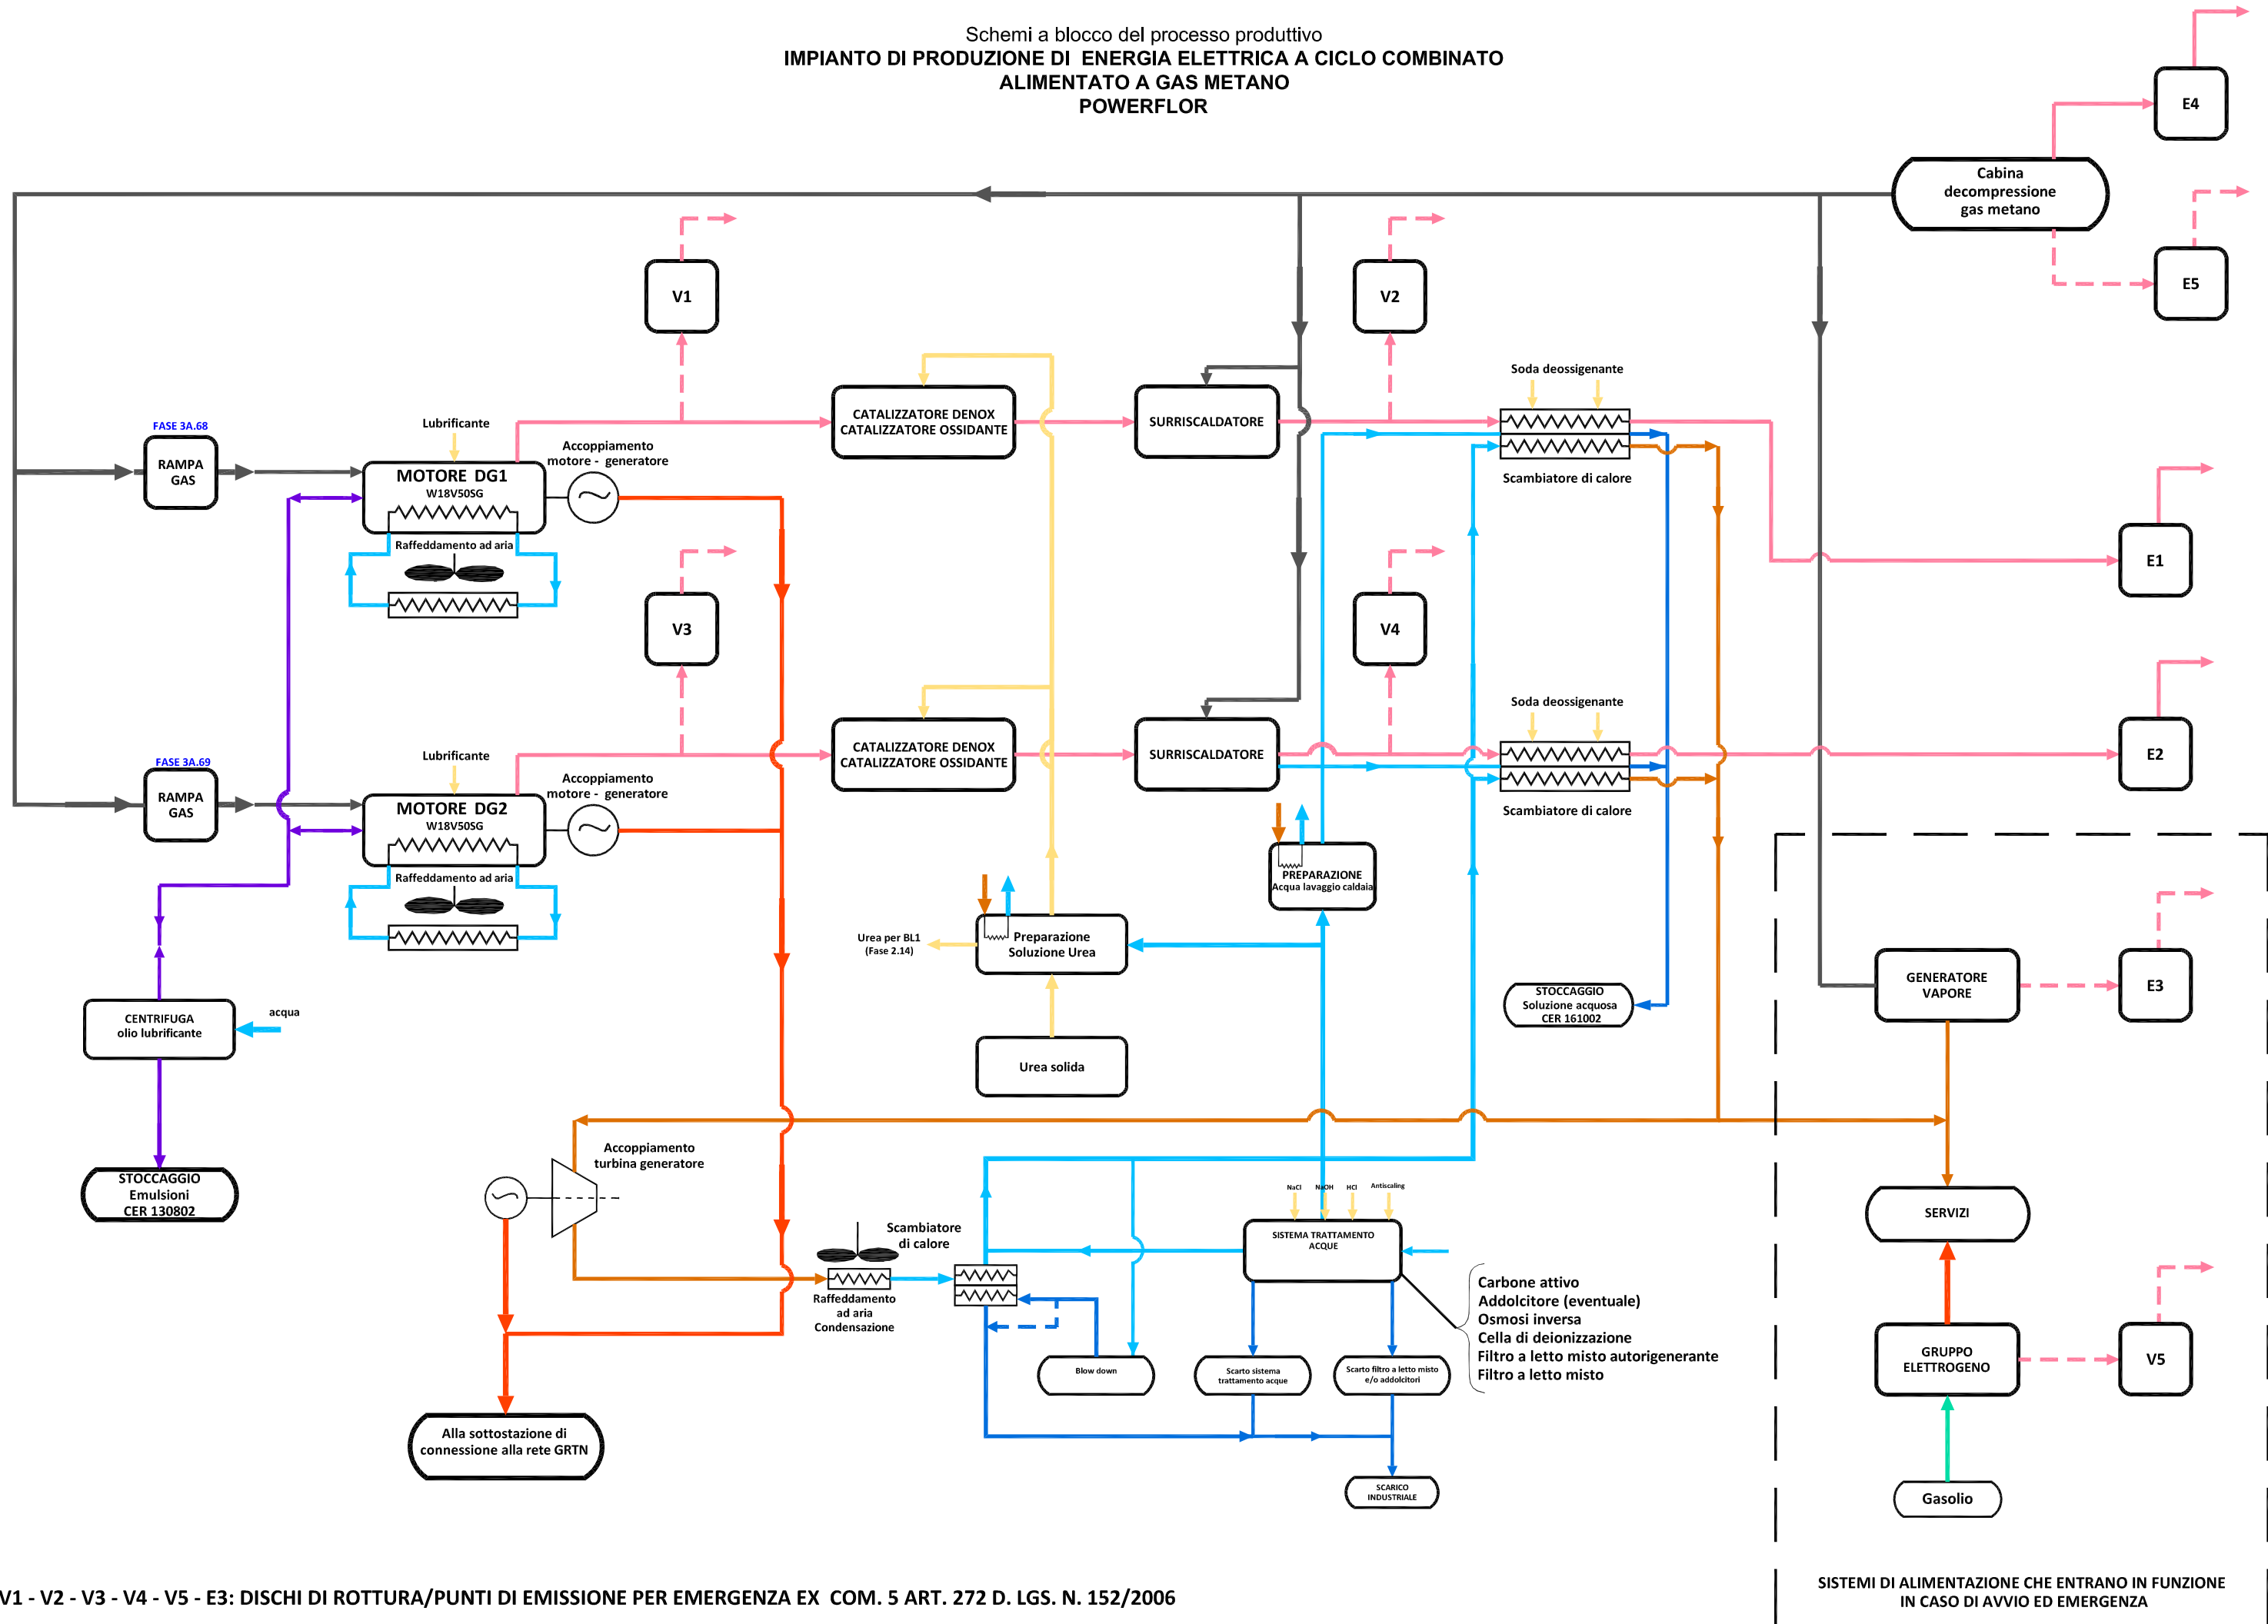 Schemi a blocco del processo produttivo
IMPIANTO DI PRODUZIONE DI ENERGIA ELETTRICA A CICLO COMBINATO
ALIMENTATO A GAS METANO
POWERFLOR
E4
Cabina
decompressione
gas metano
E5
V1
V2
Soda deossigenante
FASE 3A.68
RAMPA
GAS
Lubrificante
MOTORE DG1
W18V50SG
Accoppiamento
motore - generatore
CATALIZZATORE DENOX
CATALIZZATORE OSSIDANTE
SURRISCALDATORE
Scambiatore di calore
Raffeddamento ad aria
E1
V3
V4
Soda deossigenante
FASE 3A.69
RAMPA
GAS
Lubrificante
MOTORE DG2
W18V50SG
Accoppiamento
motore - generatore
CATALIZZATORE DENOX
CATALIZZATORE OSSIDANTE
SURRISCALDATORE
Scambiatore di calore
E2
Raffeddamento ad aria
PREPARAZIONE
Acqua lavaggio caldaia
Urea per BL1
(Fase 2.14)
Preparazione
Soluzione Urea
STOCCAGGIO
Soluzione acquosa
CER 161002
GENERATORE
VAPORE
E3
CENTRIFUGA
olio lubrificante
acqua
Urea solida
STOCCAGGIO
Emulsioni
CER 130802
Accoppiamento
turbina generatore
NaCl
NaOH
HCl
Antiscaling
SISTEMA TRATTAMENTO
ACQUE
SERVIZI
Scambiatore
di calore
Raffeddamento
ad aria
Condensazione
Carbone attivo
Addolcitore (eventuale)
Osmosi inversa
Cella di deionizzazione
Filtro a letto misto autorigenerante
Filtro a letto misto
Blow down
Scarto sistema
trattamento acque
Scarto filtro a letto misto
e/o addolcitori
GRUPPO
ELETTROGENO
V5
Alla sottostazione di
connessione alla rete GRTN
SCARICO
INDUSTRIALE
Gasolio
V1 - V2 - V3 - V4 - V5 - E3: DISCHI DI ROTTURA/PUNTI DI EMISSIONE PER EMERGENZA EX COM. 5 ART. 272 D. LGS. N. 152/2006
SISTEMI DI ALIMENTAZIONE CHE ENTRANO IN FUNZIONE
IN CASO DI AVVIO ED EMERGENZA